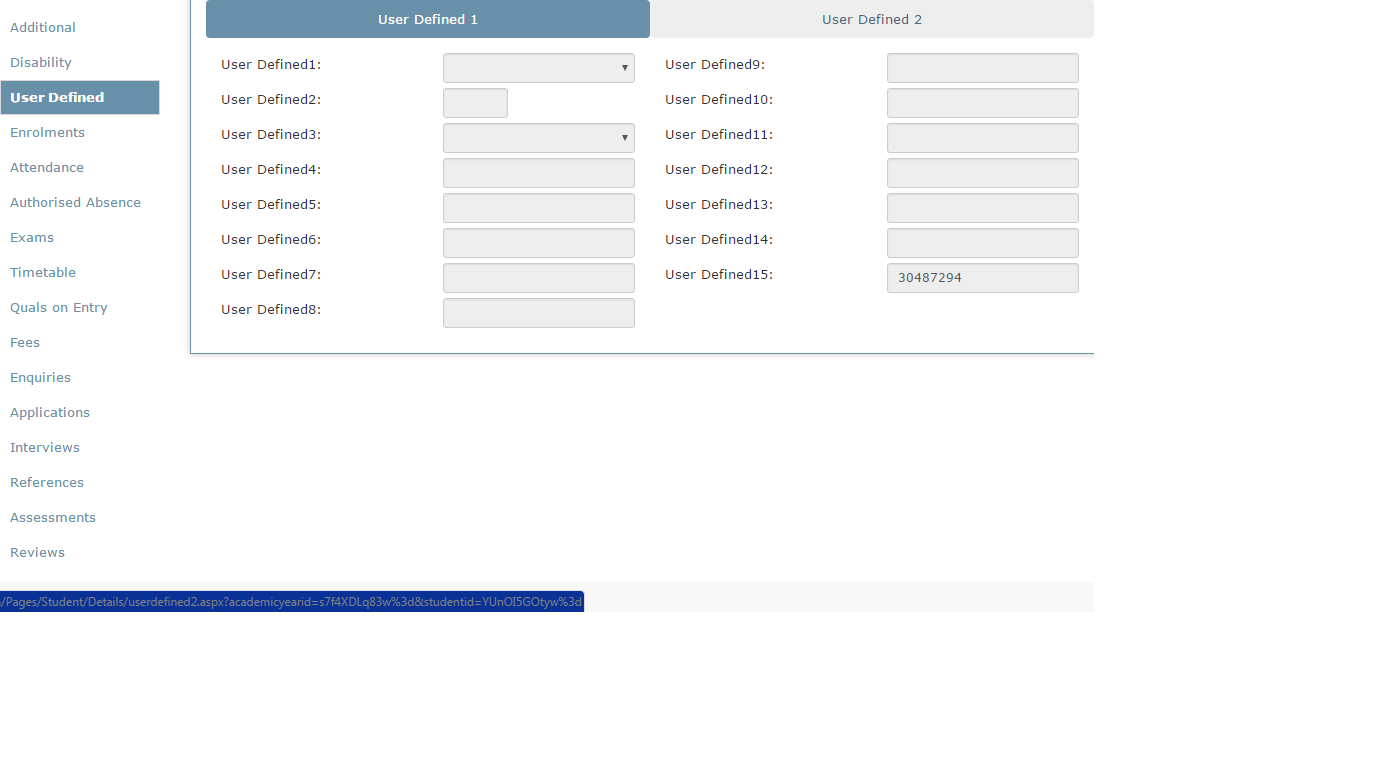 Additional
Disability
User Defined
Enrolments
Attendance
Authorised Absence
Exams
Timetable
Quals on Entry
Fees
Enquiries
Applications
Interviews
References
Assessments
Reviews
User Defined 1
User Defined 2
User Defined1:
User Defined2:
User Defined3:
User Defined4:
User Defined5:
User Defined6:
User Defined7:
User Defined8:
User Defined9:
User Defined10:
User Defined11:
User Defined12:
User Defined13:
User Defined14:
User Defined15: 30487294
/Pages/Student/Details/userdefined2.aspx?academicyearid=s7f4XDLq83w%3d&studentid=YUnOI5GOtyw%3d